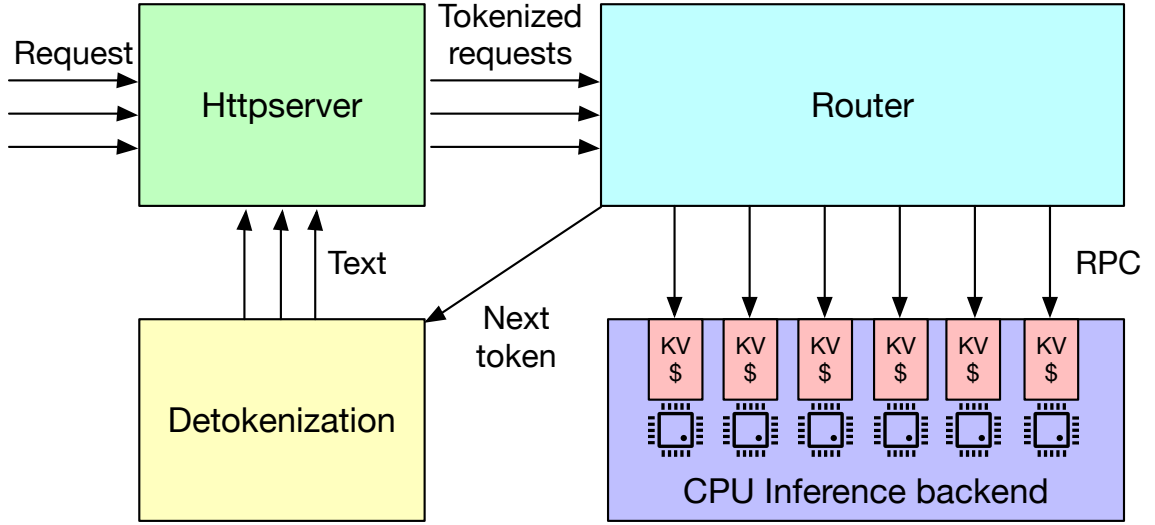 Request
Httpserver
Tokenized
requests
Router
Text
Next
token
RPC
Detokenization
KV
$
KV
$
KV
$
KV
$
KV
$
KV
$
CPU Inference backend